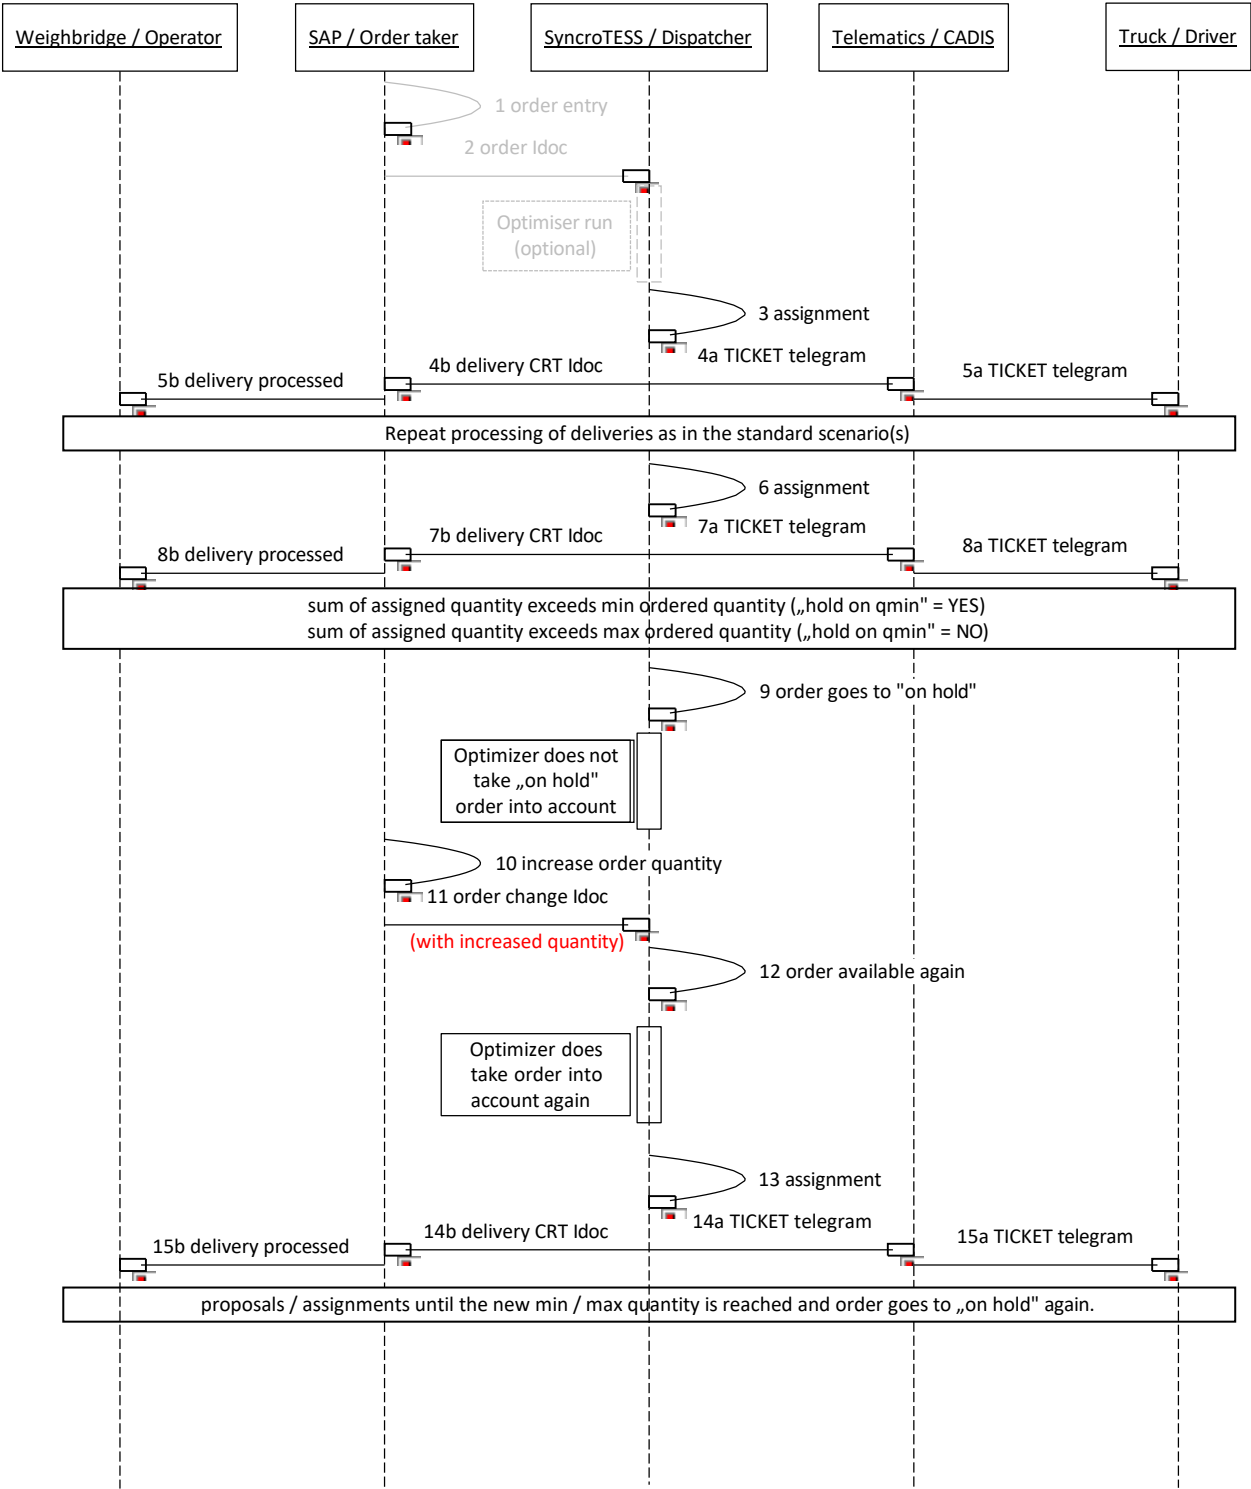 Weighbridge / Operator
SAP / Order taker
SyncroTESS / Dispatcher
Telematics / CADIS
Truck / Driver
1 order entry
2 order Idoc
Optimiser run
(optional)
3 assignment
4a TICKET telegram
4b delivery CRT Idoc
5a TICKET telegram
5b delivery processed
Repeat processing of deliveries as in the standard scenario(s)
6 assignment
7a TICKET telegram
7b delivery CRT Idoc
8a TICKET telegram
8b delivery processed
sum of assigned quantity exceeds min ordered quantity („hold on qmin" = YES)
sum of assigned quantity exceeds max ordered quantity („hold on qmin" = NO)
9 order goes to "on hold"
Optimizer does not
take „on hold"
order into account
10 increase order quantity
11 order change Idoc
(with increased quantity)
12 order available again
Optimizer does
take order into
account again
13 assignment
14a TICKET telegram
14b delivery CRT Idoc
15a TICKET telegram
15b delivery processed
proposals / assignments until the new min / max quantity is reached and order goes to „on hold" again.